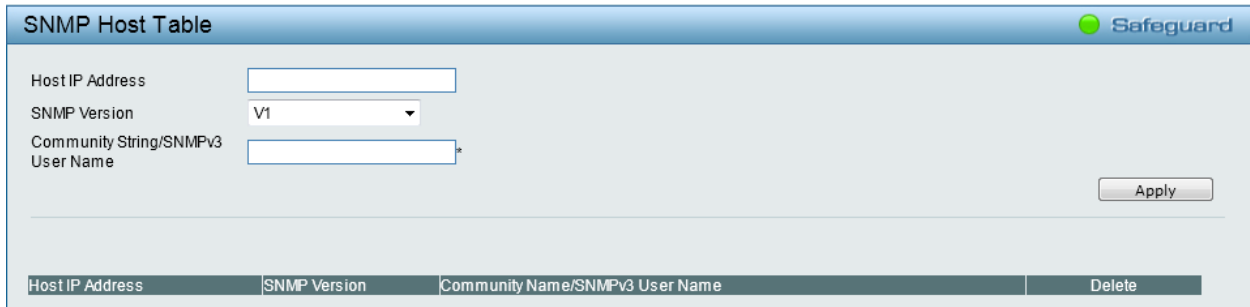 SNMP Host Table
Safeguard
Host IP Address
SNMP Version V1
Community String/SNMPv3
User Name *
Apply
Host IP Address SNMP Version Community Name/SNMPv3 User Name Delete